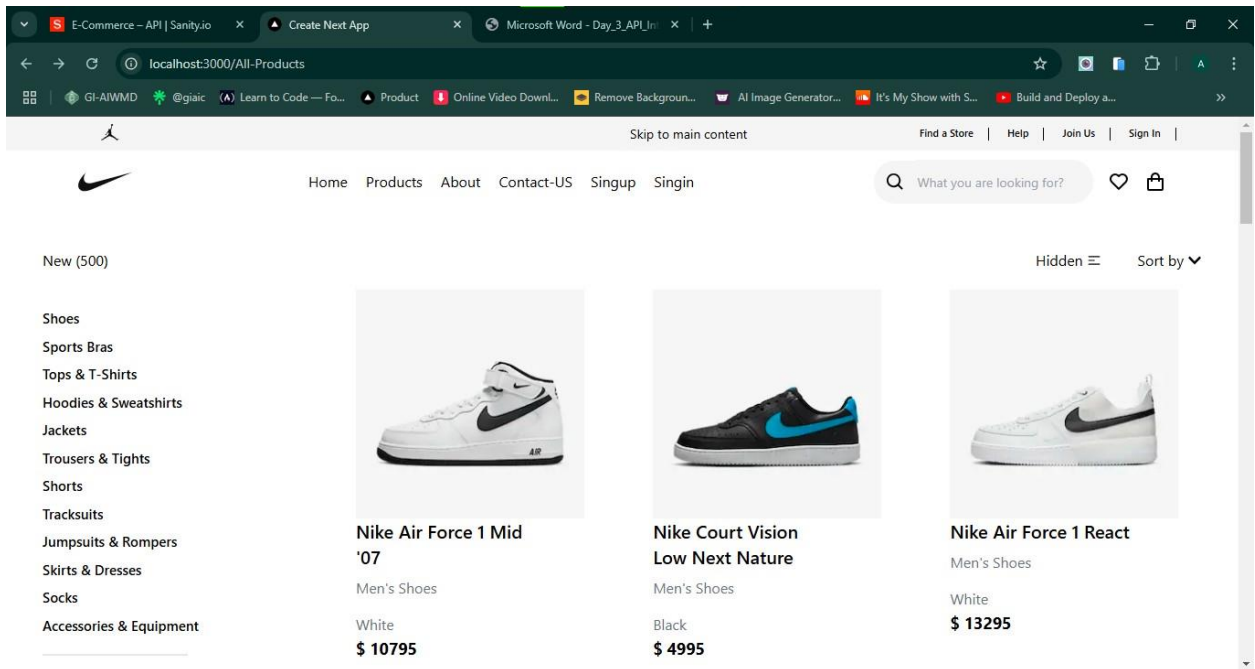 E-Commerce – API | Sanity.io
Create Next App
Microsoft Word - Day_3_API_Int
localhost:3000/All-Products
A
GI-AIWMD
@giaic
Learn to Code — Fo...
Product
Online Video Downl...
Remove Backgroun...
AI Image Generator...
It's My Show with S...
Build and Deploy a...
Skip to main content
Find a Store | Help | Join Us | Sign In |
Home Products About Contact-US Singup Singin
What you are looking for?
New (500)
Hidden
Sort by
Shoes
Sports Bras
Tops & T-Shirts
Hoodies & Sweatshirts
Jackets
Trousers & Tights
Shorts
Tracksuits
Jumpsuits & Rompers
Skirts & Dresses
Socks
Accessories & Equipment
AIR
Nike Air Force 1 Mid
'07
Men's Shoes
White
$ 10795
Nike Court Vision
Low Next Nature
Men's Shoes
Black
$ 4995
Nike Air Force 1 React
Men's Shoes
White
$ 13295